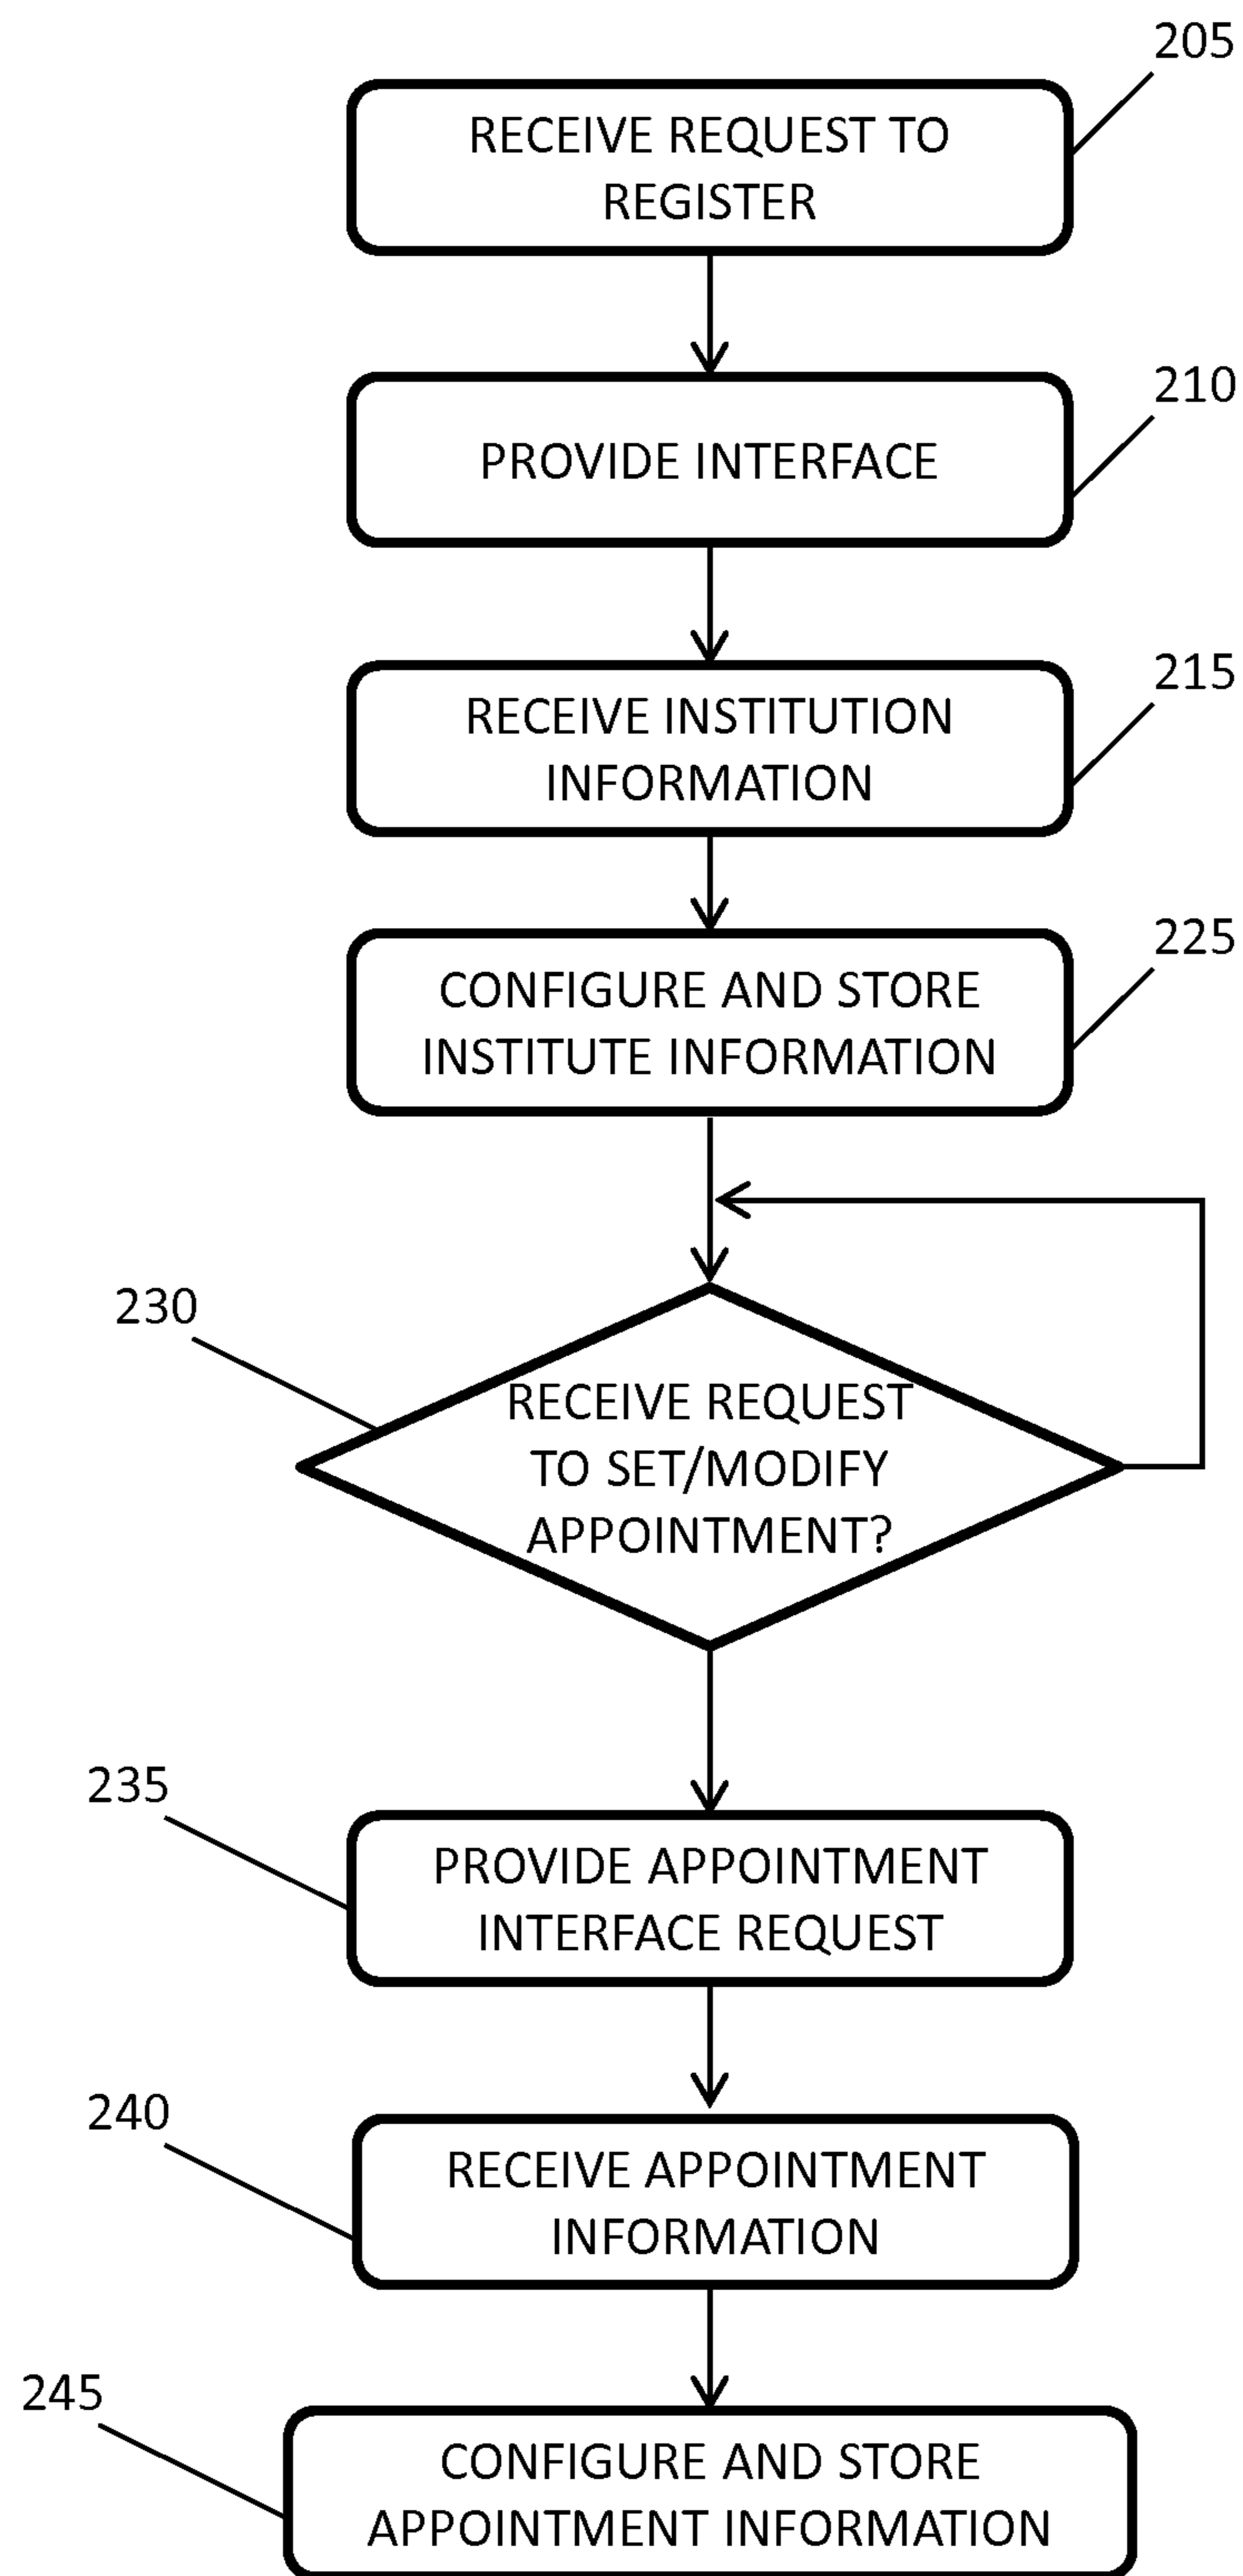 205
RECEIVE REQUEST TO
REGISTER
210
PROVIDE INTERFACE
215
RECEIVE INSTITUTION
INFORMATION
225
CONFIGURE AND STORE
INSTITUTE INFORMATION
230
RECEIVE REQUEST
TO SET/MODIFY
APPOINTMENT?
235
PROVIDE APPOINTMENT
INTERFACE REQUEST
240
RECEIVE APPOINTMENT
INFORMATION
245
CONFIGURE AND STORE
APPOINTMENT INFORMATION